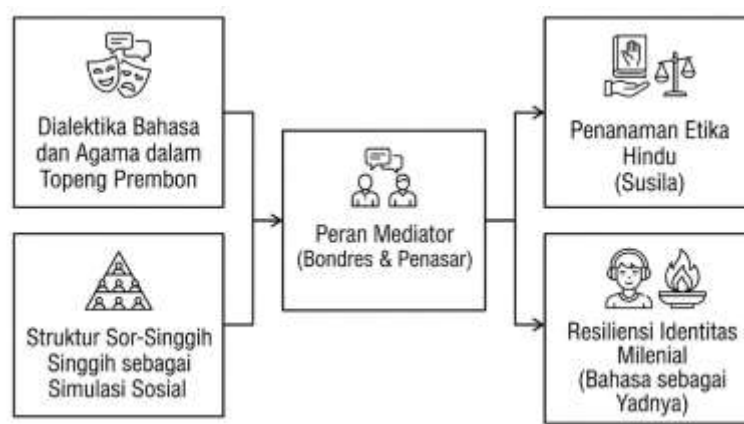 Dialektika Bahasa
dan Agama dalam
Topeng Prembon
Struktur Sor-Singgih
Singgih sebagai
Simulasi Sosial
Peran Mediator
(Bondres & Penasar)
Penanaman Etika
Hindu
(Susila)
Resiliensi Identitas
Milenial
(Bahasa sebagai
Yadnya)